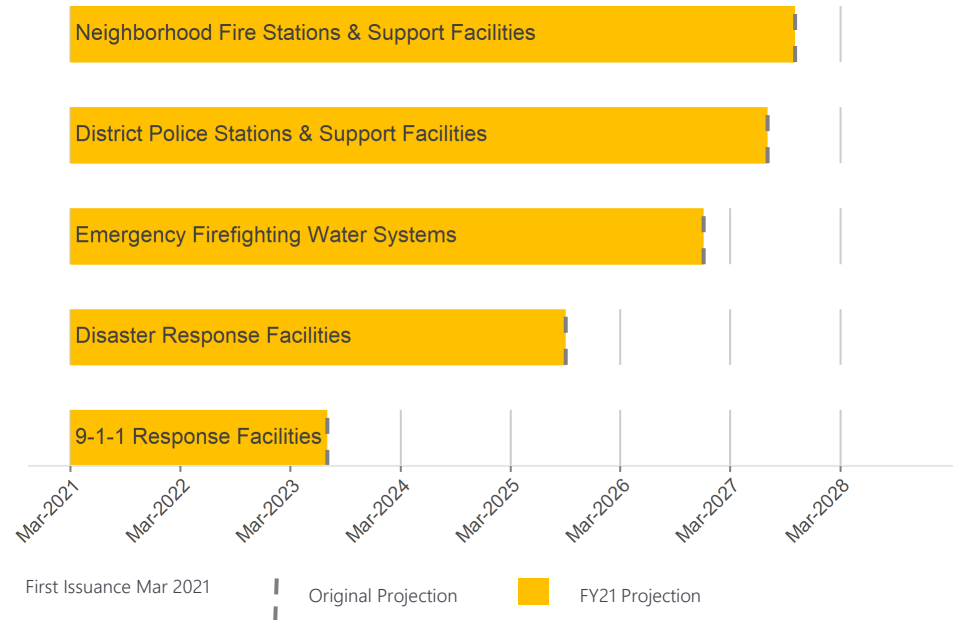 Neighborhood Fire Stations & Support Facilities
District Police Stations & Support Facilities
Emergency Firefighting Water Systems
Disaster Response Facilities
9-1-1 Response Facilities
Mar-2021
Mar-2022
Mar-2023
Mar-2024
Mar-2025
Mar-2026
Mar-2027
Mar-2028
First Issuance Mar 2021
Original Projection
FY21 Projection